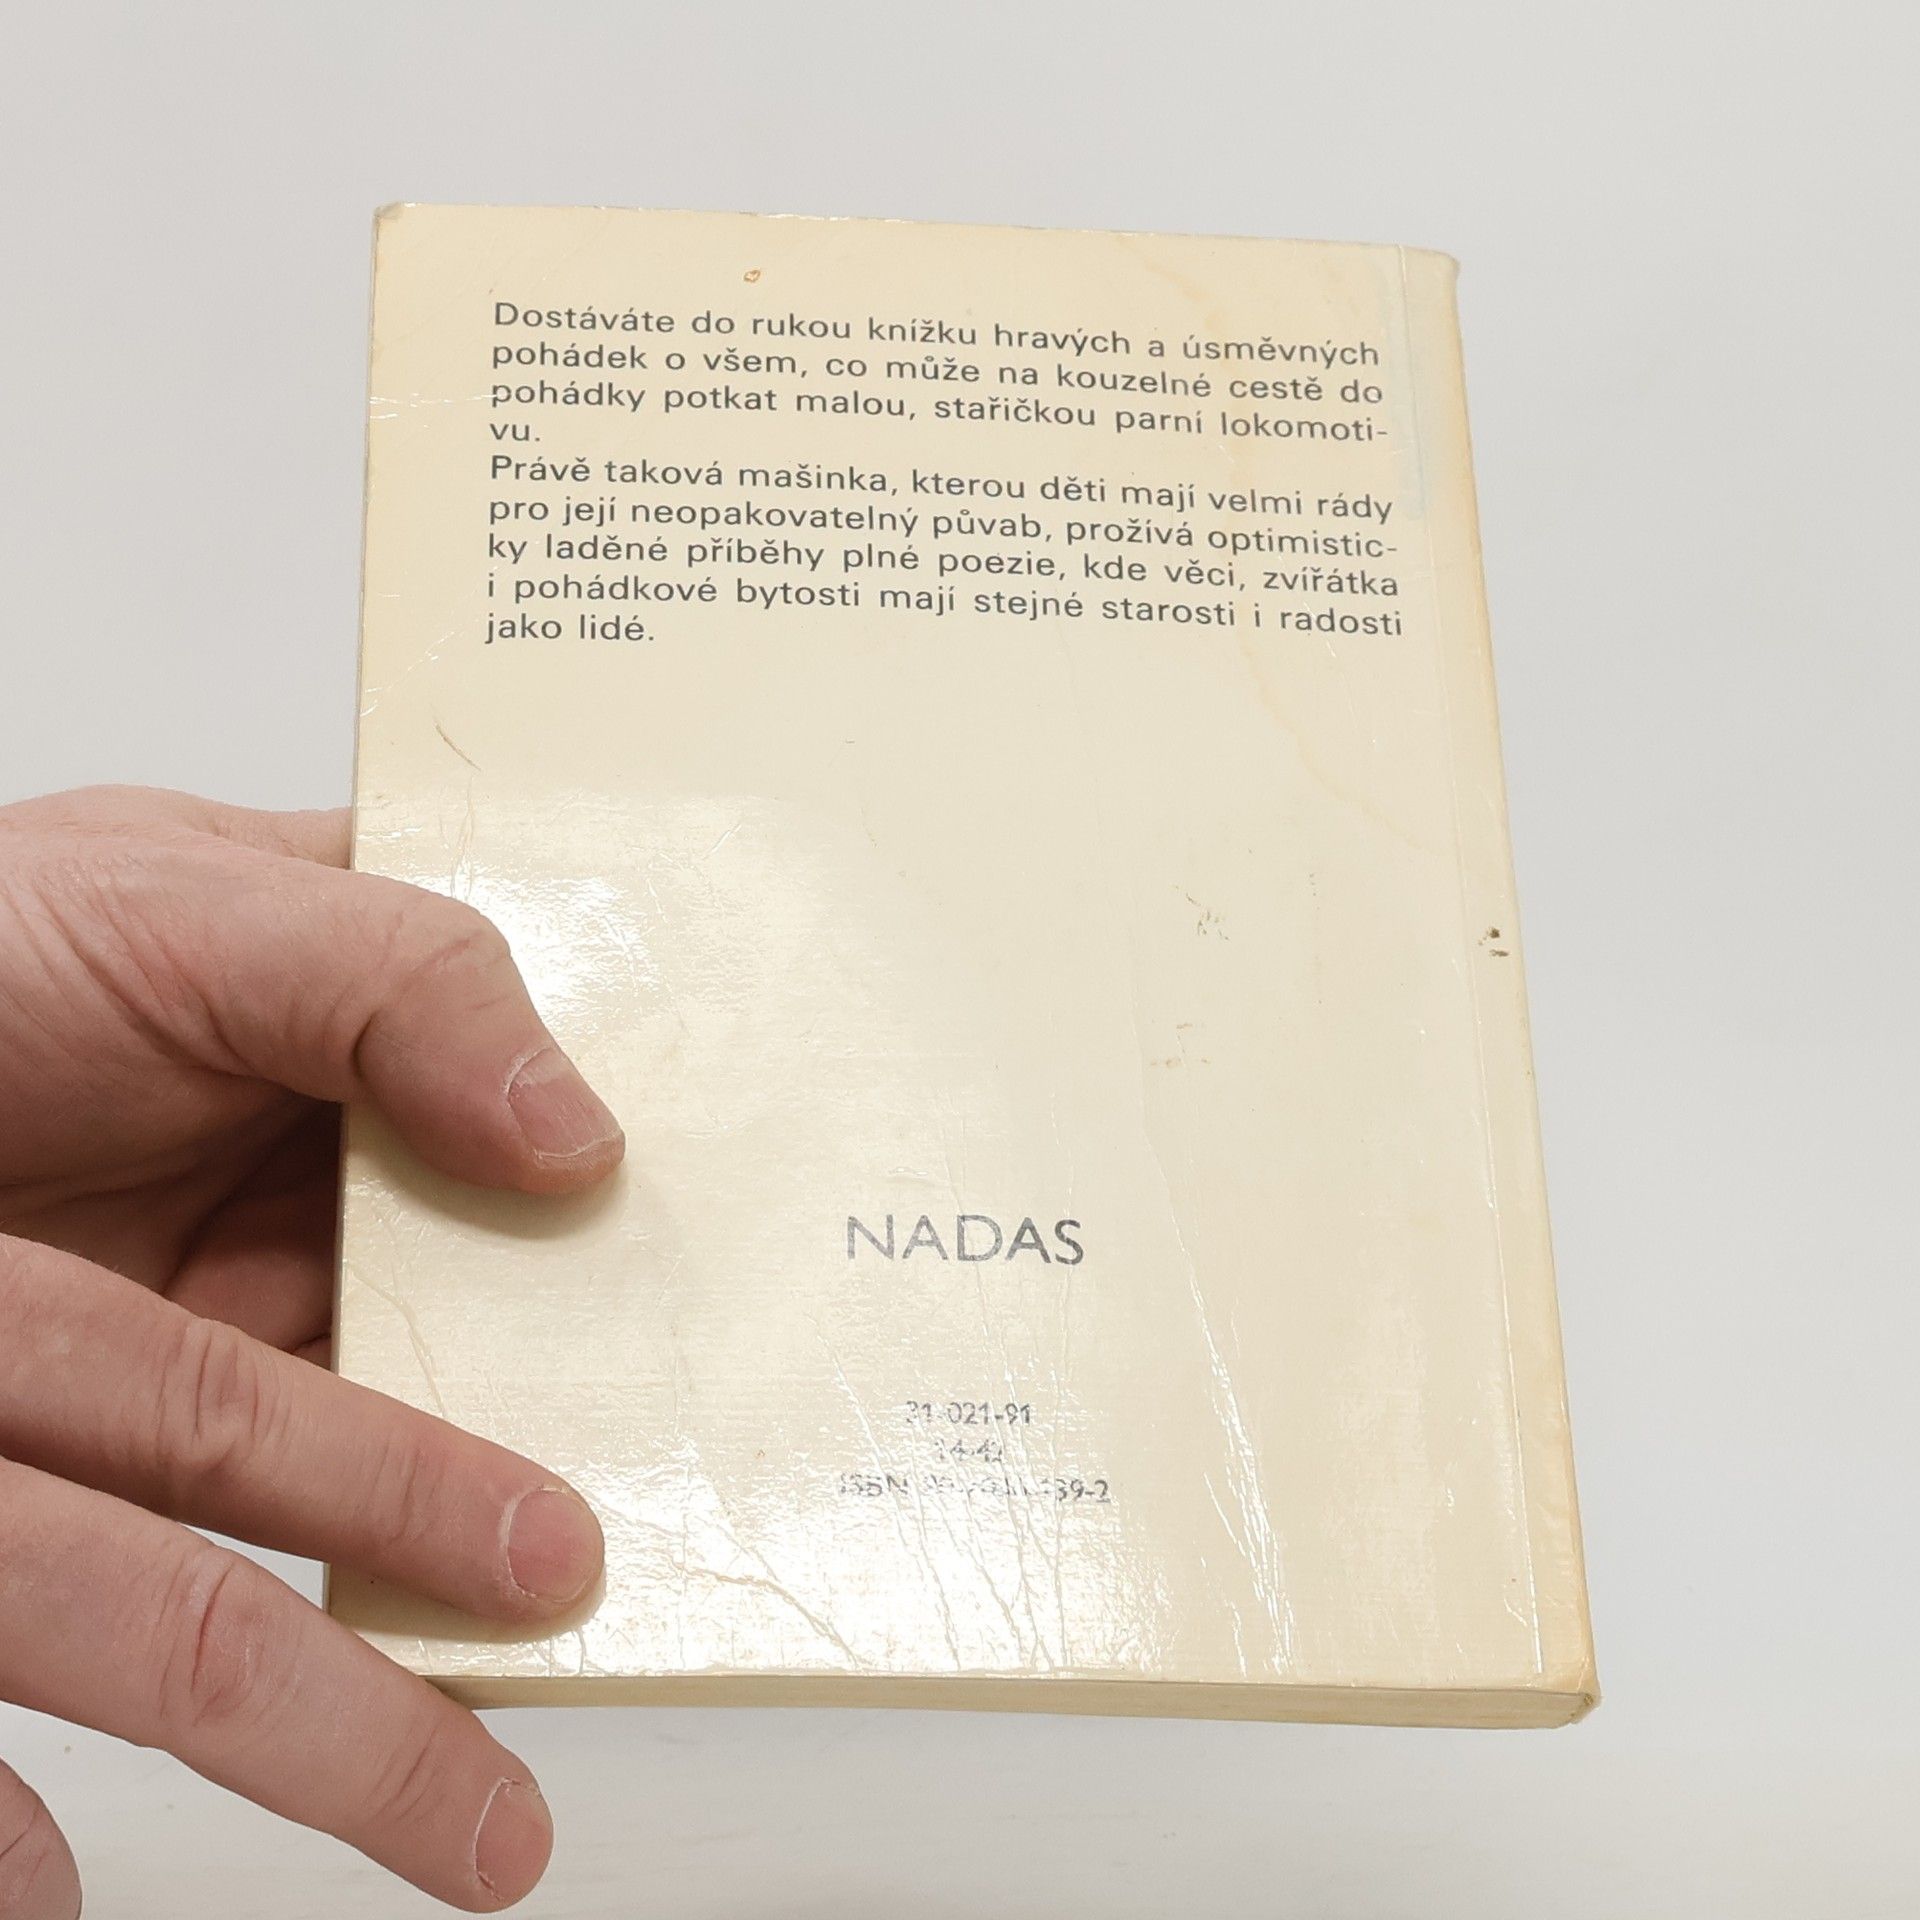 Dostáváte do rukou knížku hravých a úsměvných
pohádek o všem, co může na kouzelné cestě do
pohádky potkat malou, stařičkou parní lokomoti-
vu.
Právě taková mašinka, kterou děti mají velmi rády
pro její neopakovatelný půvab, prožívá optimistic-
ky laděné příběhy plné poezie, kde věci, zvířátka
i pohádkové bytosti mají stejné starosti i radosti
jako lidé.
NADAS
31-021-91
ISBN